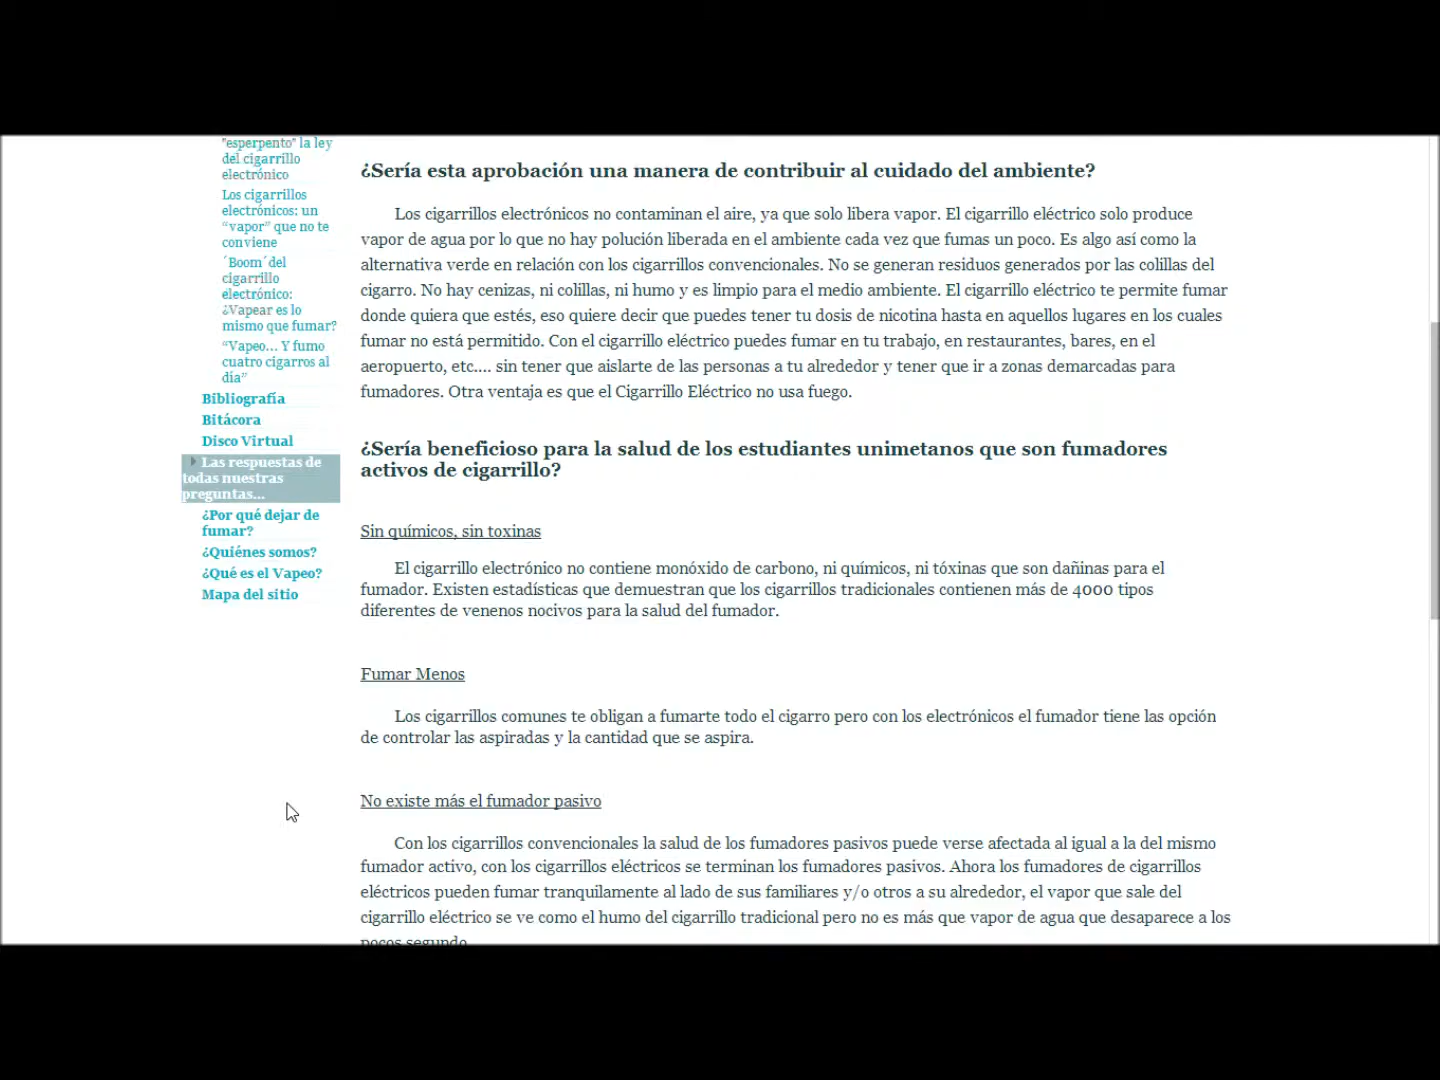 "esperpento" la ley
del cigarrillo
electrónico
Los cigarrillos
electrónicos: un
“vapor” que no te
conviene
´Boom´del
cigarrillo
electrónico:
¿Vapear es lo
mismo que fumar?
“Vapeo... Y fumo
cuatro cigarros al
día”
Bibliografía
Bitácora
Disco Virtual
Las respuestas de
todas nuestras
preguntas...
¿Por qué dejar de
fumar?
¿Quiénes somos?
¿Qué es el Vapeo?
Mapa del sitio
¿Sería esta aprobación una manera de contribuir al cuidado del ambiente?
Los cigarrillos electrónicos no contaminan el aire, ya que solo libera vapor. El cigarrillo eléctrico solo produce
vapor de agua por lo que no hay polución liberada en el ambiente cada vez que fumas un poco. Es algo así como la
alternativa verde en relación con los cigarrillos convencionales. No se generan residuos generados por las colillas del
cigarro. No hay cenizas, ni colillas, ni humo y es limpio para el medio ambiente. El cigarrillo eléctrico te permite fumar
donde quiera que estés, eso quiere decir que puedes tener tu dosis de nicotina hasta en aquellos lugares en los cuales
fumar no está permitido. Con el cigarrillo eléctrico puedes fumar en tu trabajo, en restaurantes, bares, en el
aeropuerto, etc.... sin tener que aislarte de las personas a tu alrededor y tener que ir a zonas demarcadas para
fumadores. Otra ventaja es que el Cigarrillo Eléctrico no usa fuego.
¿Sería beneficioso para la salud de los estudiantes unimetanos que son fumadores
activos de cigarrillo?
Sin químicos, sin toxinas
El cigarrillo electrónico no contiene monóxido de carbono, ni químicos, ni tóxinas que son dañinas para el
fumador. Existen estadísticas que demuestran que los cigarrillos tradicionales contienen más de 4000 tipos
diferentes de venenos nocivos para la salud del fumador.
Fumar Menos
Los cigarrillos comunes te obligan a fumarte todo el cigarro pero con los electrónicos el fumador tiene las opción
de controlar las aspiradas y la cantidad que se aspira.
No existe más el fumador pasivo
Con los cigarrillos convencionales la salud de los fumadores pasivos puede verse afectada al igual a la del mismo
fumador activo, con los cigarrillos eléctricos se terminan los fumadores pasivos. Ahora los fumadores de cigarrillos
eléctricos pueden fumar tranquilamente al lado de sus familiares y/o otros a su alrededor, el vapor que sale del
cigarrillo eléctrico se ve como el humo del cigarrillo tradicional pero no es más que vapor de agua que desaparece a los
pocos segundo